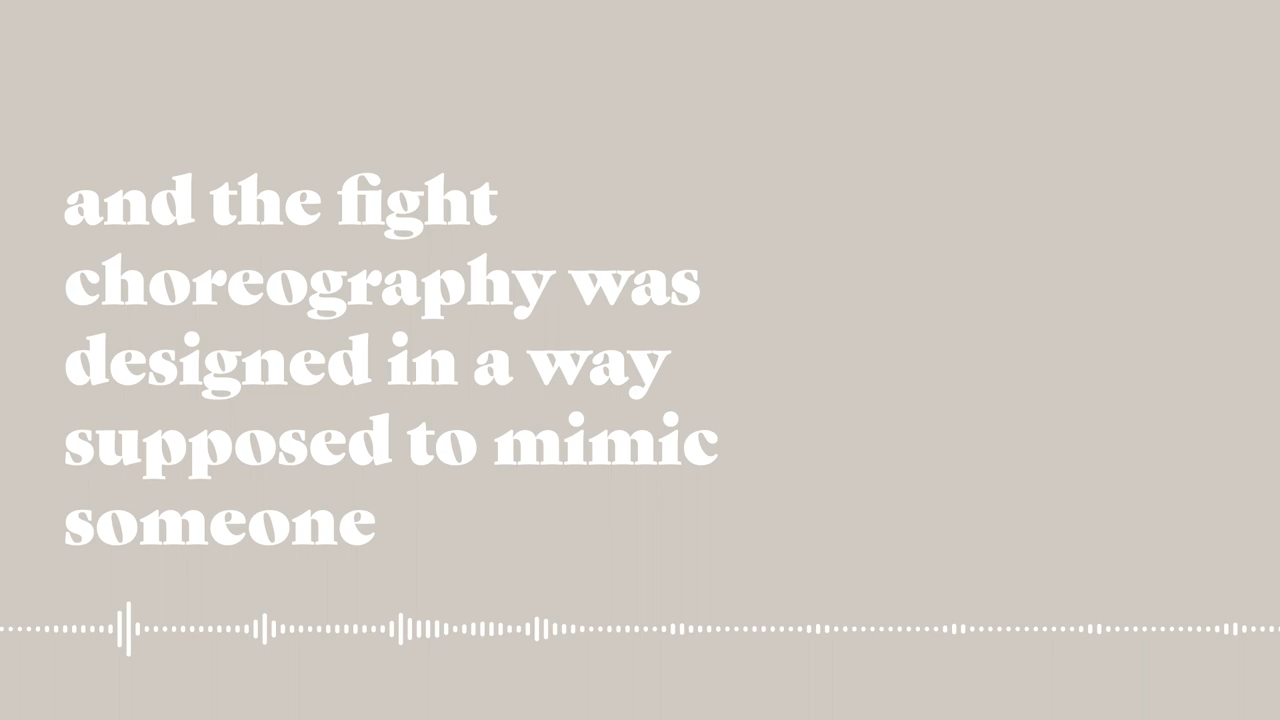 and the fight
choreography was
designed in a way
supposed to mimic
someone